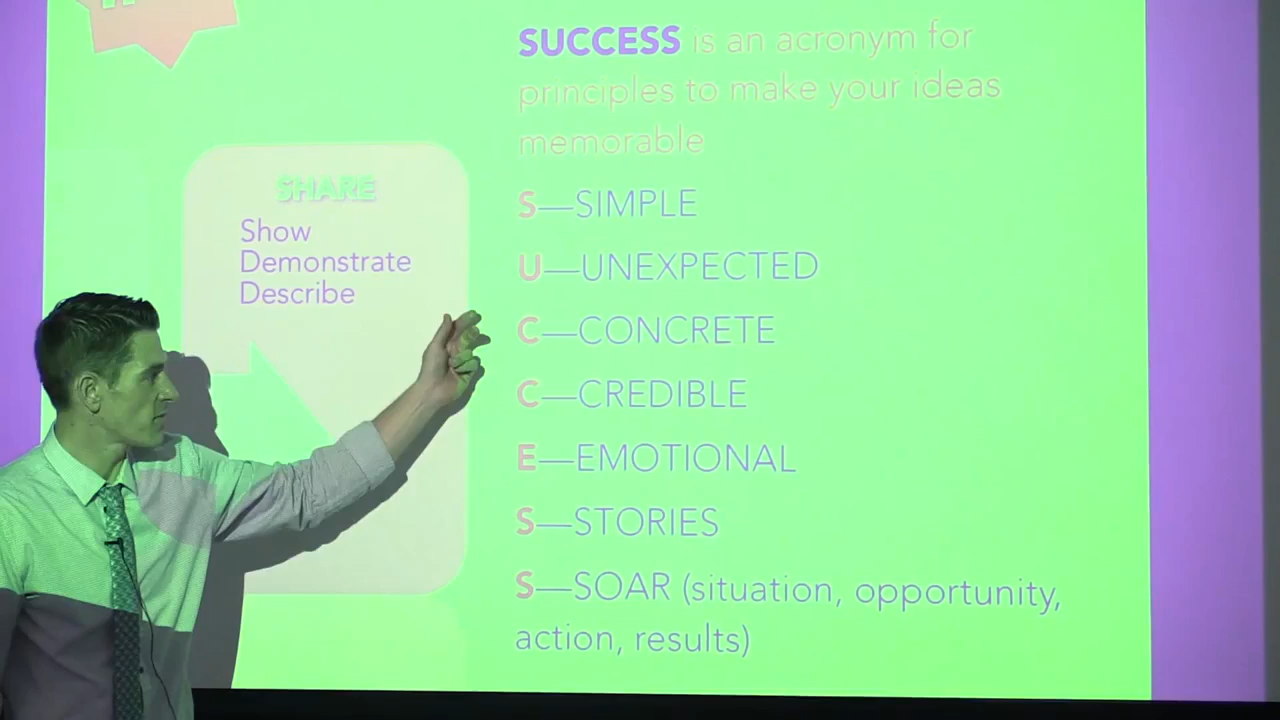 SHARE
Show
Demonstrate
Describe
SUCCESS is an acronym for
principles to make your ideas
memorable
S—SIMPLE
U—UNEXPECTED
C—CONCRETE
C—CREDIBLE
E—EMOTIONAL
S—STORIES
S—SOAR (situation, opportunity,
action, results)